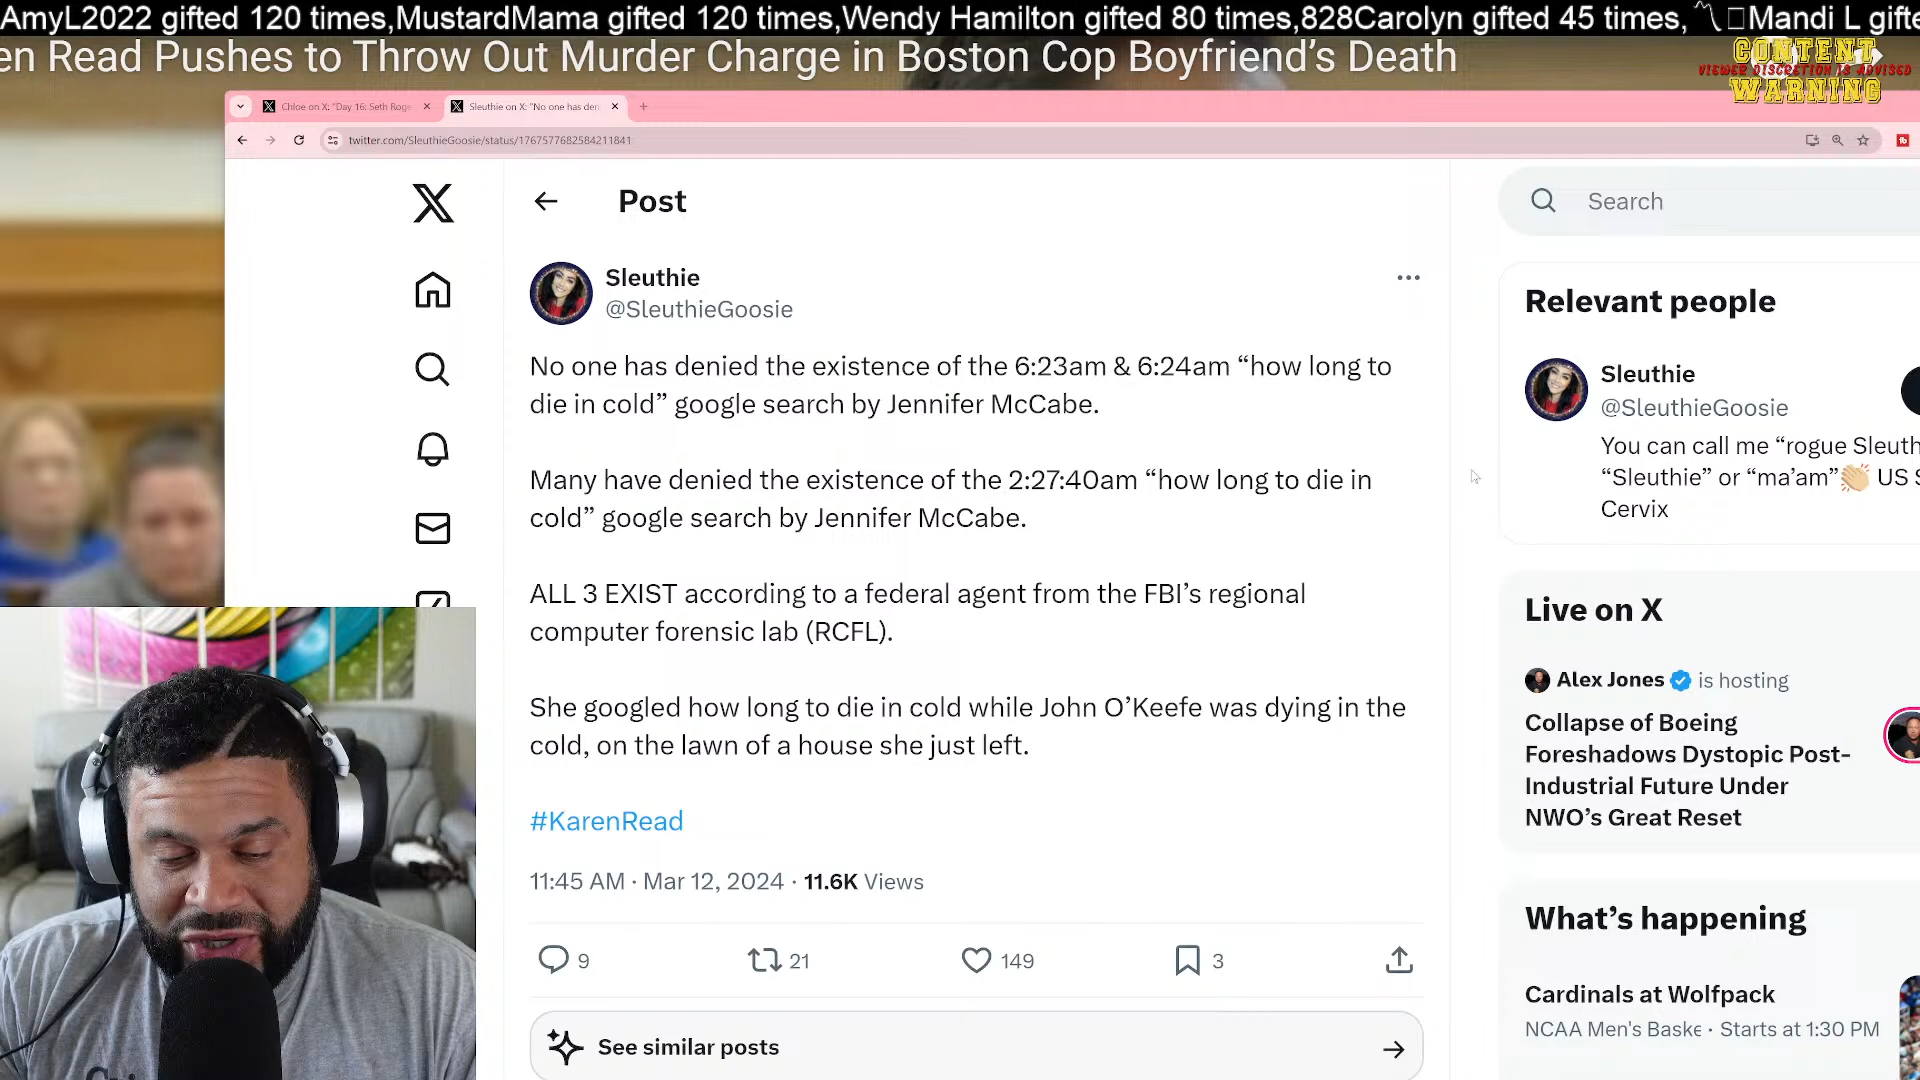 AmyL2022 gifted 120 times,MustardMama gifted 120 times,Wendy Hamilton gifted 80 times,828Carolyn gifted 45 times, Mandi L gifte
en Read Pushes to Throw Out Murder Charge in Boston Cop Boyfriend's Death
CONTENT
VIEWER DISCRETION IS ADVISED
WARNING
Chloe on X: "Day 16: Seth Roge
Sleuthie on X: "No one has den
twitter.com/SleuthieGoosie/status/1767577682584211841
Post
Search
Sleuthie
@SleuthieGoosie
No one has denied the existence of the 6:23am & 6:24am “how long to
die in cold” google search by Jennifer McCabe.
Many have denied the existence of the 2:27:40am “how long to die in
cold” google search by Jennifer McCabe.
ALL 3 EXIST according to a federal agent from the FBI’s regional
computer forensic lab (RCFL).
She googled how long to die in cold while John O’Keefe was dying in the
cold, on the lawn of a house she just left.
#KarenRead
11:45 AM · Mar 12, 2024 · 11.6K Views
9 21 149 3
See similar posts
Relevant people
Sleuthie
@SleuthieGoosie
You can call me “rogue Sleuth
“Sleuthie” or “ma’am”👏🏼 US S
Cervix
Live on X
Alex Jones is hosting
Collapse of Boeing
Foreshadows Dystopic Post-
Industrial Future Under
NWO’s Great Reset
What’s happening
Cardinals at Wolfpack
NCAA Men's Baske · Starts at 1:30 PM